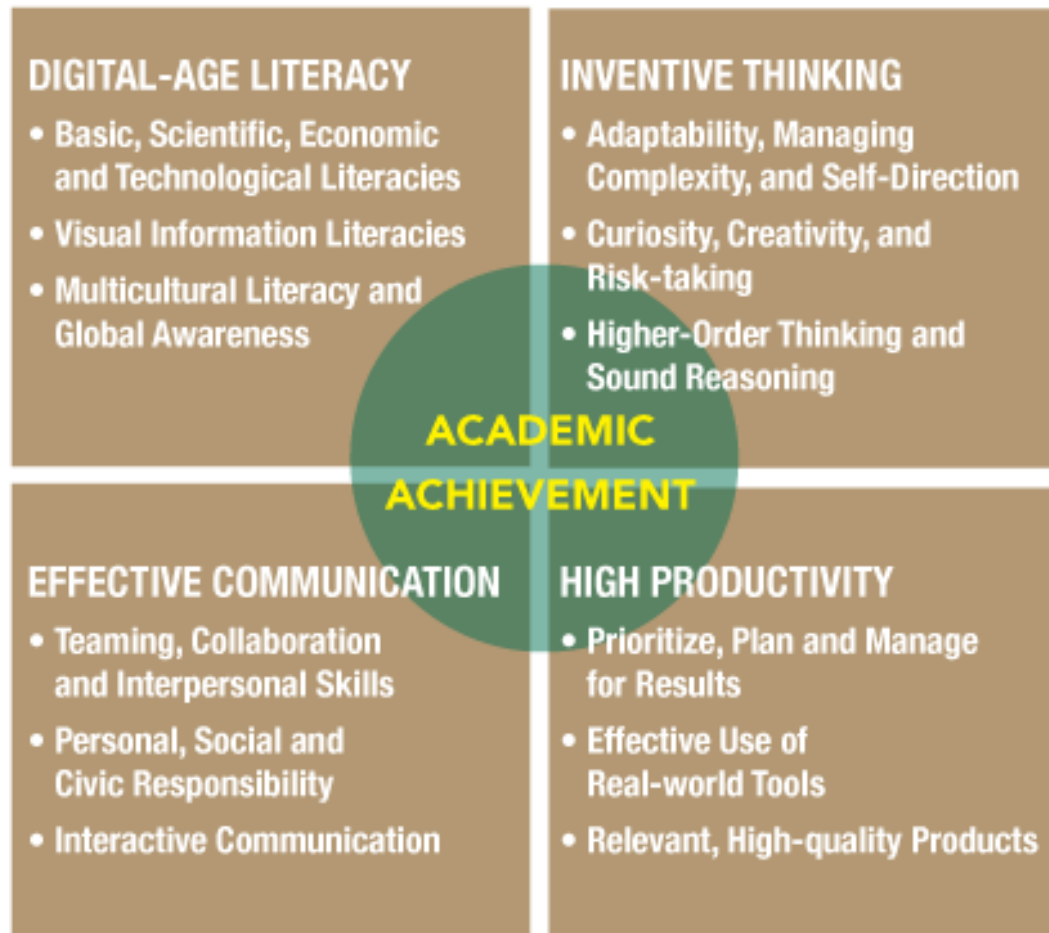 DIGITAL-AGE LITERACY
• Basic, Scientific, Economic
and Technological Literacies
• Visual Information Literacies
• Multicultural Literacy and
Global Awareness
INVENTIVE THINKING
• Adaptability, Managing
Complexity, and Self-Direction
• Curiosity, Creativity, and
Risk-taking
• Higher-Order Thinking and
Sound Reasoning
ACADEMIC
ACHIEVEMENT
EFFECTIVE COMMUNICATION
• Teaming, Collaboration
and Interpersonal Skills
• Personal, Social and
Civic Responsibility
• Interactive Communication
HIGH PRODUCTIVITY
• Prioritize, Plan and Manage
for Results
• Effective Use of
Real-world Tools
• Relevant, High-quality Products